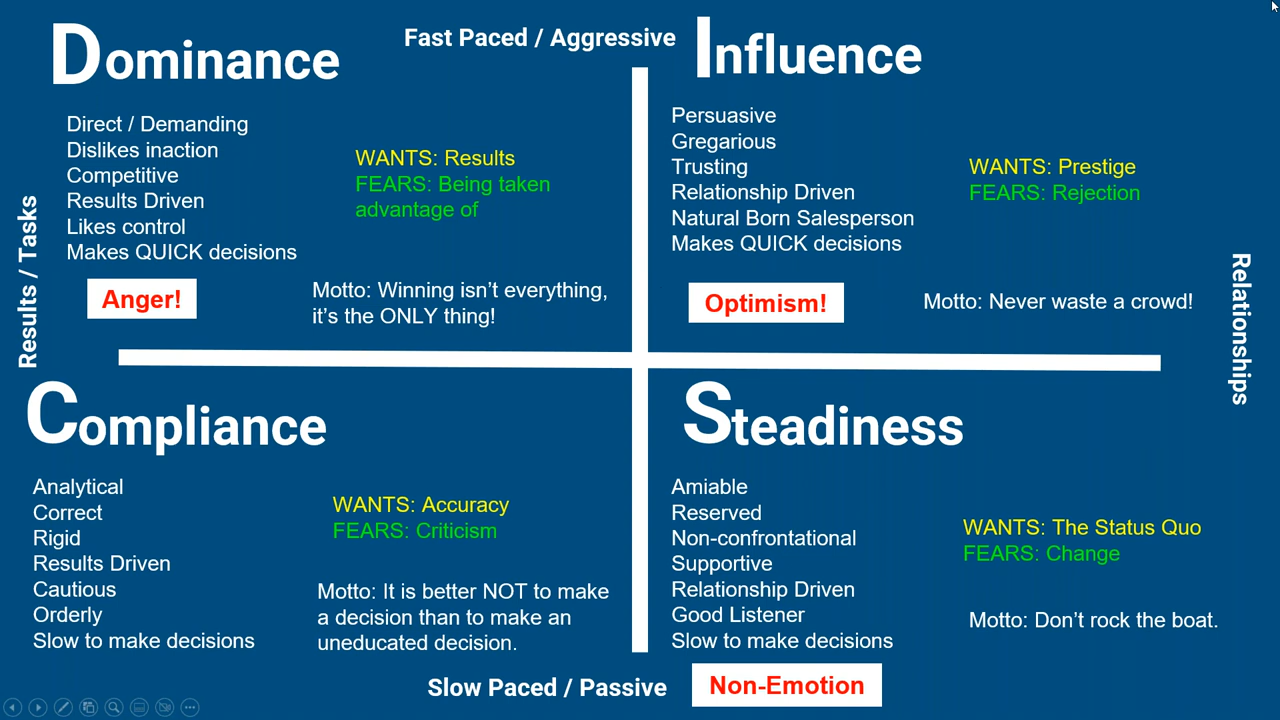 Fast Paced / Aggressive
Dominance
Direct / Demanding
Dislikes inaction
Competitive
Results Driven
Likes control
Makes QUICK decisions
WANTS: Results
FEARS: Being taken
advantage of
Anger!
Motto: Winning isn’t everything,
it’s the ONLY thing!
Influence
Persuasive
Gregarious
Trusting
Relationship Driven
Natural Born Salesperson
Makes QUICK decisions
WANTS: Prestige
FEARS: Rejection
Optimism!
Motto: Never waste a crowd!
Results / Tasks
Relationships
Compliance
Analytical
Correct
Rigid
Results Driven
Cautious
Orderly
Slow to make decisions
WANTS: Accuracy
FEARS: Criticism
Motto: It is better NOT to make
a decision than to make an
uneducated decision.
Steadiness
Amiable
Reserved
Non-confrontational
Supportive
Relationship Driven
Good Listener
Slow to make decisions
WANTS: The Status Quo
FEARS: Change
Motto: Don’t rock the boat.
Slow Paced / Passive
Non-Emotion